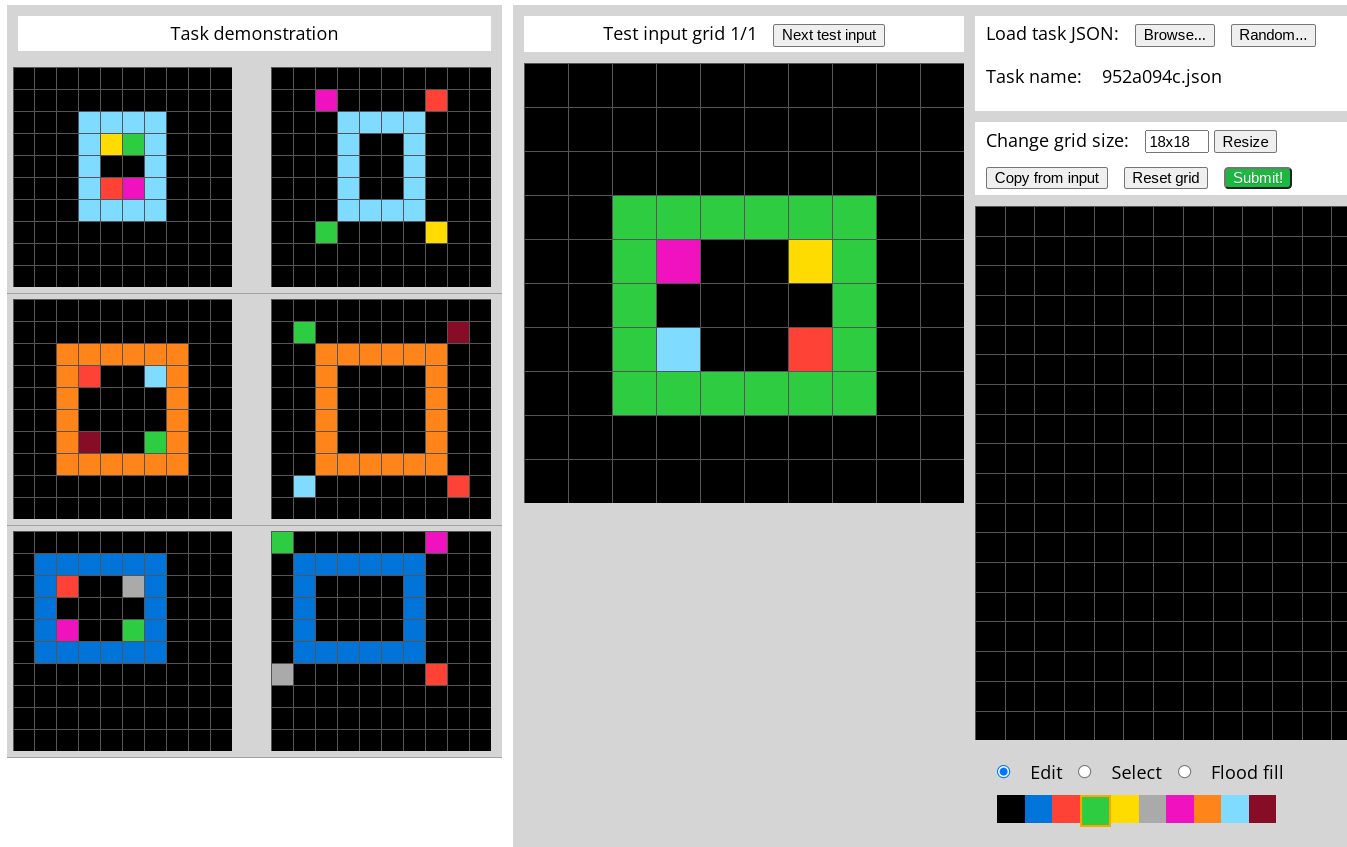 Task demonstration
Test input grid 1/1 Next test input
Load task JSON: Browse... Random...
Task name: 952a094c.json
Change grid size: 18x18 Resize
Copy from input Reset grid Submit!
Edit Select Flood fill